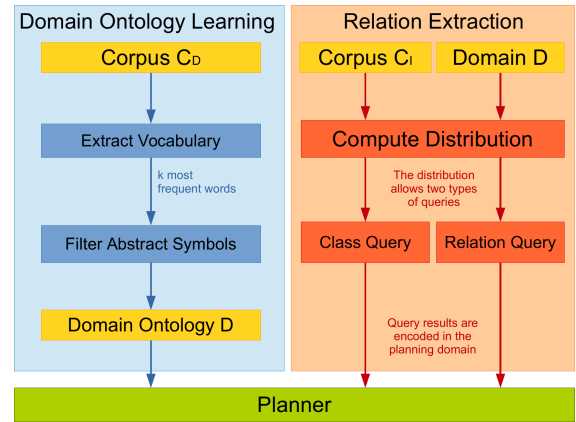 Domain Ontology Learning
Corpus CD
Extract Vocabulary
k most
frequent words
Filter Abstract Symbols
Domain Ontology D
Relation Extraction
Corpus CI
Domain D
Compute Distribution
The distribution
allows two types
of queries
Class Query
Relation Query
Query results are
encoded in the
planning domain
Planner